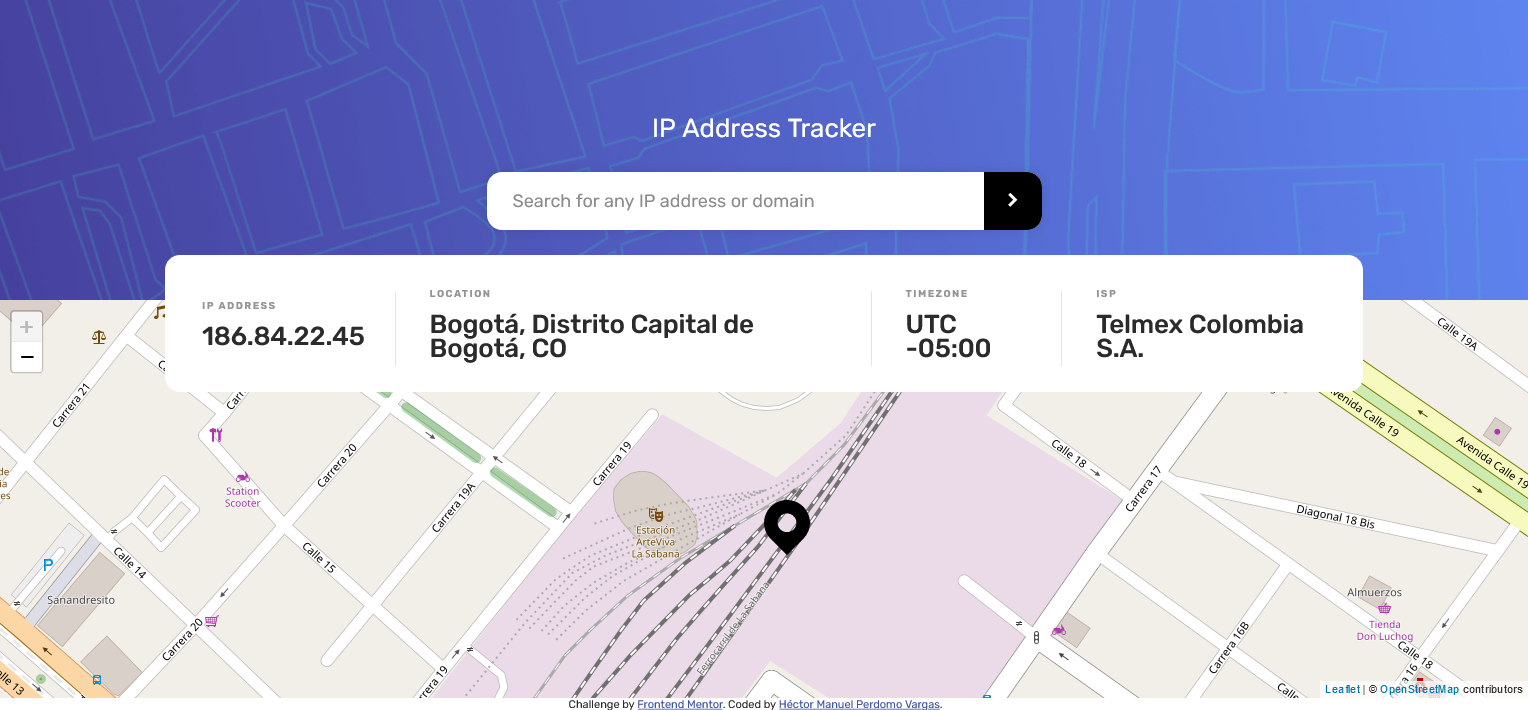 IP Address Tracker
Search for any IP address or domain
IP ADDRESS
186.84.22.45
LOCATION
Bogotá, Distrito Capital de
Bogotá, CO
TIMEZONE
UTC
-05:00
ISP
Telmex Colombia
S.A.
+
−
Carrera 21
Carrera 20
Carrera 19A
Carrera 19
Calle 19A
Avenida Calle 19
Avenida Calle 19
Calle 18
Carrera 17
Diagonal 18 Bis
Station
Scooter
Estación
ArteViva
La Sabana
P
Calle 14
Calle 15
Sanandresito
Carrera 20
Ferrocarril de La Sabana
Almuerzos
Tienda
Don Luchog
Carrera 16B
Calle 18
Carrera 19
Leaflet | © OpenStreetMap contributors
Challenge by Frontend Mentor. Coded by Héctor Manuel Perdomo Vargas.